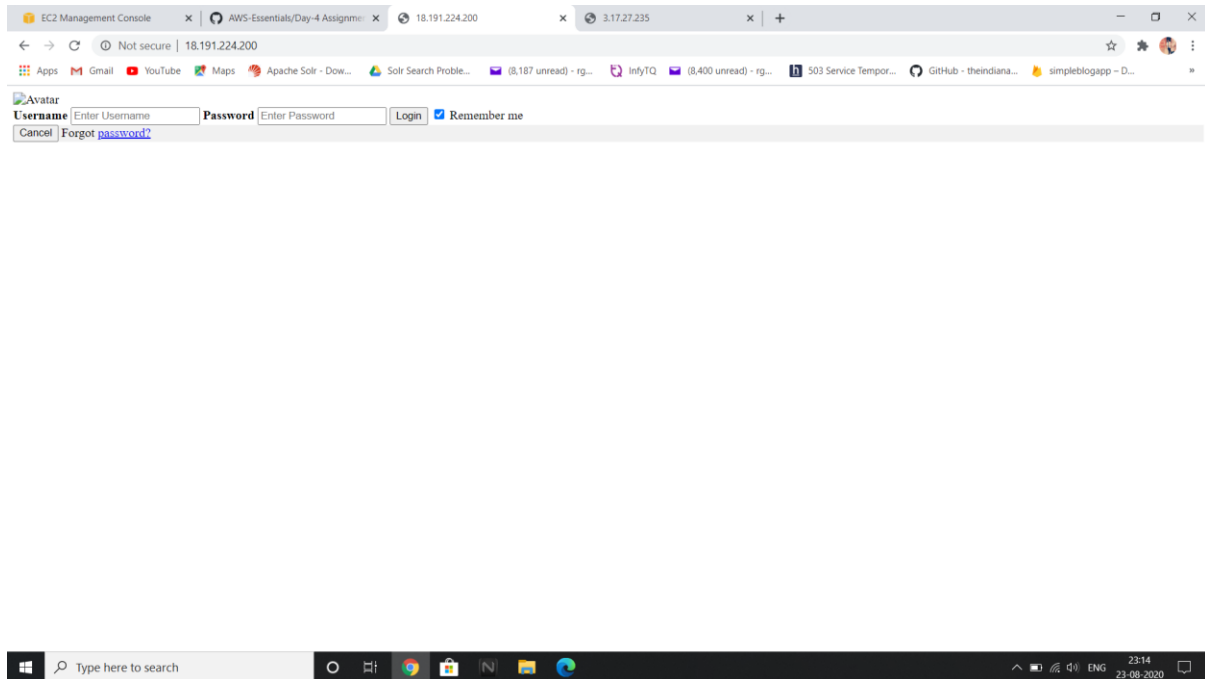 EC2 Management Console AWS-Essentials/Day-4 Assignme 18.191.224.200 3.17.27.235
Not secure | 18.191.224.200
Apps Gmail YouTube Maps Apache Solr - Dow... Solr Search Proble... (8,187 unread) - rg... InfyTQ (8,400 unread) - rg... h 503 Service Tempor... GitHub - theindiana... simpleblogapp – D... »
Avatar
Username Enter Username Password Enter Password Login Remember me
Cancel Forgot password?
Type here to search N ENG 23:14
23-08-2020